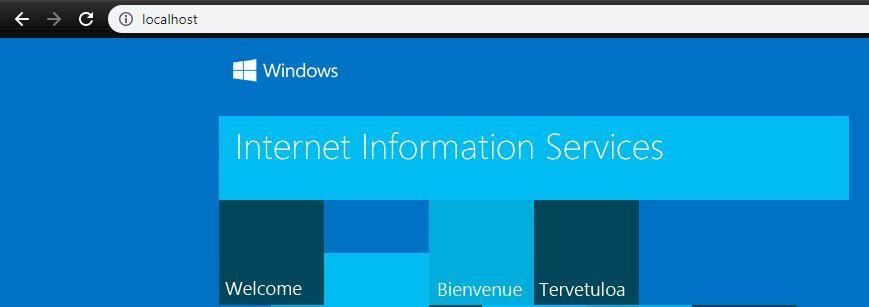 localhost
Windows
Internet Information Services
Welcome
Bienvenue
Tervetuloa